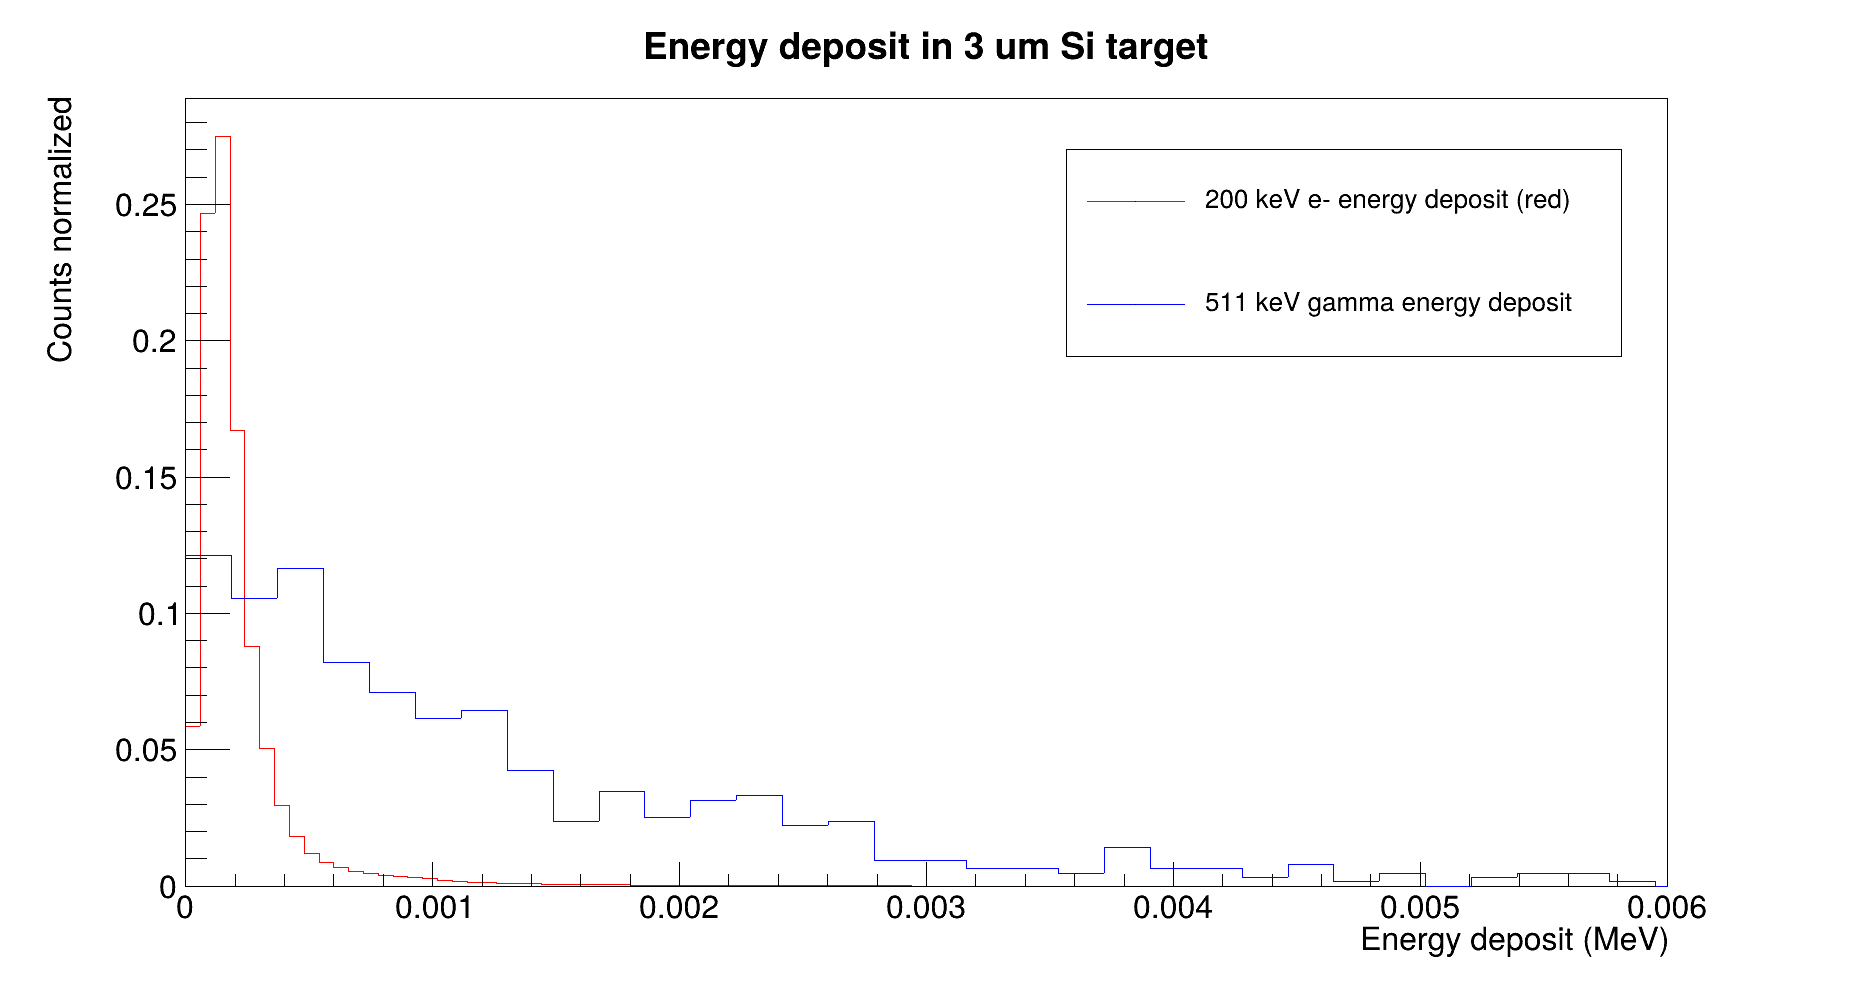 Energy deposit in 3 um Si target
Counts normalized
200 keV e- energy deposit (red)
511 keV gamma energy deposit
0.25
0.2
0.15
0.1
0.05
0
0 0.001 0.002 0.003 0.004 0.005 0.006
Energy deposit (MeV)